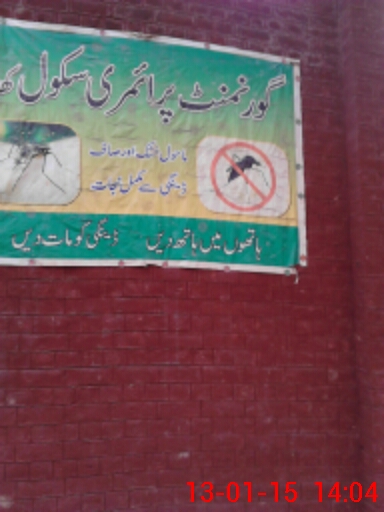 گورنمنٹ پرائمری سکول
ماحول خشک اور صاف
ڈینگی سے مکمل نجات
ہاتھوں میں ہاتھ دیں ڈینگی کو مات دیں
13-01-15 14:04